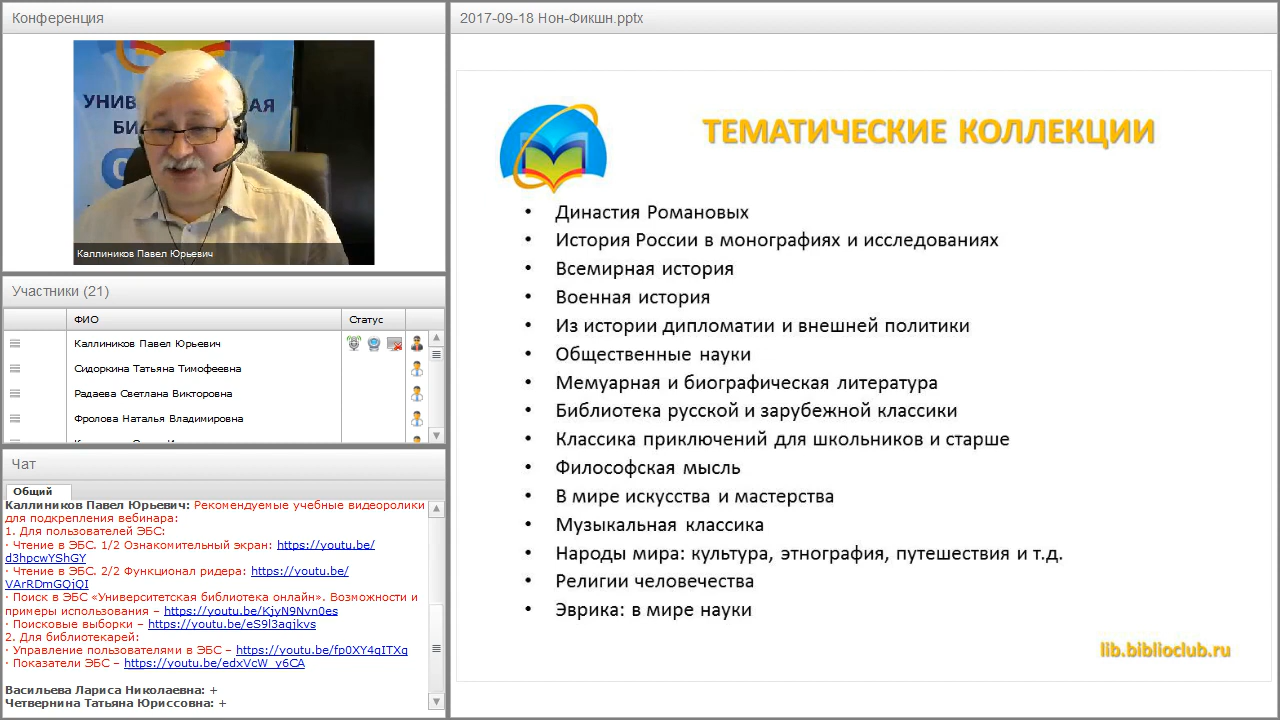 Конференция
УНИВ
АЯ
БИ
Каллиников Павел Юрьевич
Участники (21)
ФИО
Статус
Каллиников Павел Юрьевич
Сидоркина Татьяна Тимофеевна
Радаева Светлана Викторовна
Фролова Наталья Владимировна
Чат
Общий
Каллиников Павел Юрьевич: Рекомендуемые учебные видеоролики
для подкрепления вебинара:
1. Для пользователей ЭБС:
· Чтение в ЭБС. 1/2 Ознакомительный экран: https://youtu.be/
d3hpcwYShGY
· Чтение в ЭБС. 2/2 Функционал ридера: https://youtu.be/
VArRDmGQjQI
· Поиск в ЭБС «Университетская библиотека онлайн». Возможности и
примеры использования – https://youtu.be/KjyN9Nvn0es
· Поисковые выборки – https://youtu.be/eS9l3aqjkvs
2. Для библиотекарей:
· Управление пользователями в ЭБС – https://youtu.be/fp0XY4qITXg
· Показатели ЭБС – https://youtu.be/edxVcW_y6CA
Васильева Лариса Николаевна: +
Четвернина Татьяна Юриссовна: +
2017-09-18 Нон-Фикшн.pptx
ТЕМАТИЧЕСКИЕ КОЛЛЕКЦИИ
• Династия Романовых
• История России в монографиях и исследованиях
• Всемирная история
• Военная история
• Из истории дипломатии и внешней политики
• Общественные науки
• Мемуарная и биографическая литература
• Библиотека русской и зарубежной классики
• Классика приключений для школьников и старше
• Философская мысль
• В мире искусства и мастерства
• Музыкальная классика
• Народы мира: культура, этнография, путешествия и т.д.
• Религии человечества
• Эврика: в мире науки
lib.biblioclub.ru